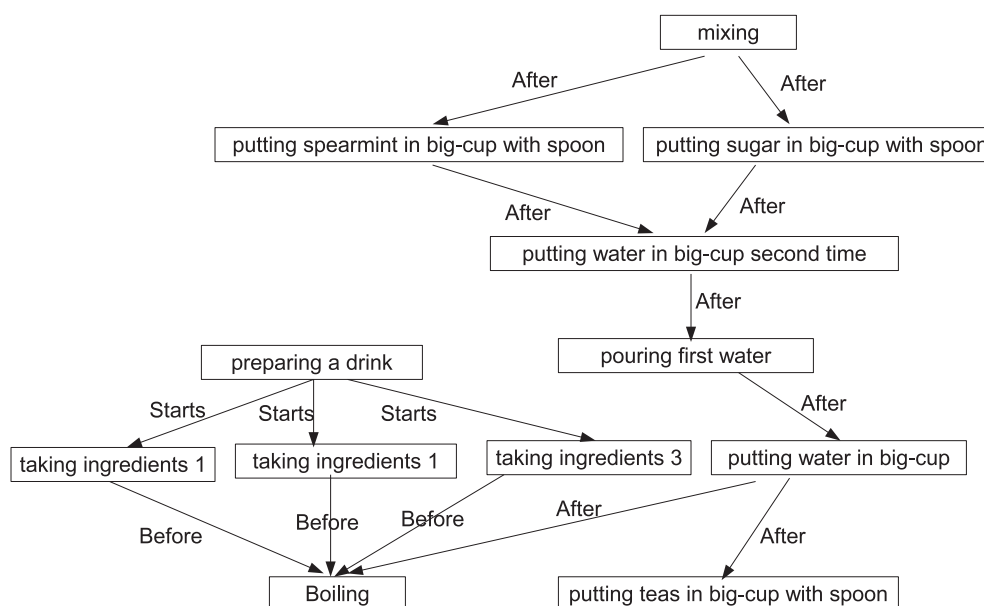 mixing
After
After
putting spearmint in big-cup with spoon
putting sugar in big-cup with spoon
After
After
putting water in big-cup second time
After
preparing a drink
pouring first water
Starts
Starts
Starts
After
taking ingredients 1
taking ingredients 1
taking ingredients 3
putting water in big-cup
Before
Before
Before
After
After
Boiling
putting teas in big-cup with spoon